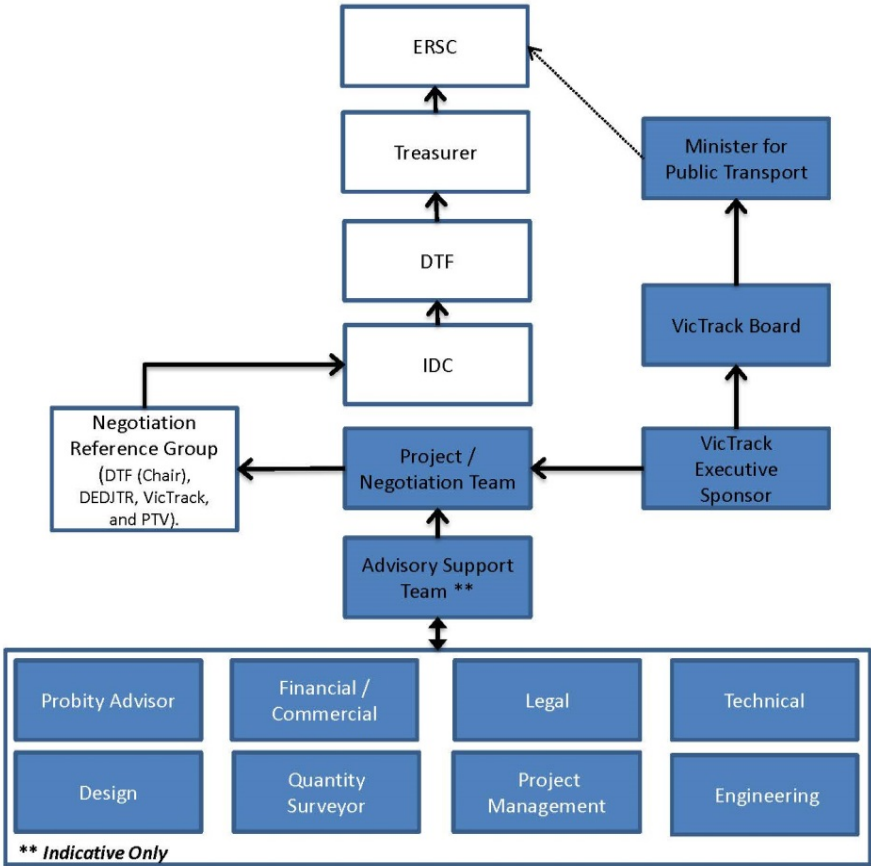 ERSC
Treasurer
Minister for
Public Transport
DTF
VicTrack Board
IDC
Negotiation
Reference Group
(DTF (Chair),
DEDJTR, VicTrack,
and PTV).
Project /
Negotiation Team
VicTrack
Executive
Sponsor
Advisory Support
Team **
Probity Advisor
Financial /
Commercial
Legal
Technical
Design
Quantity
Surveyor
Project
Management
Engineering
** Indicative Only